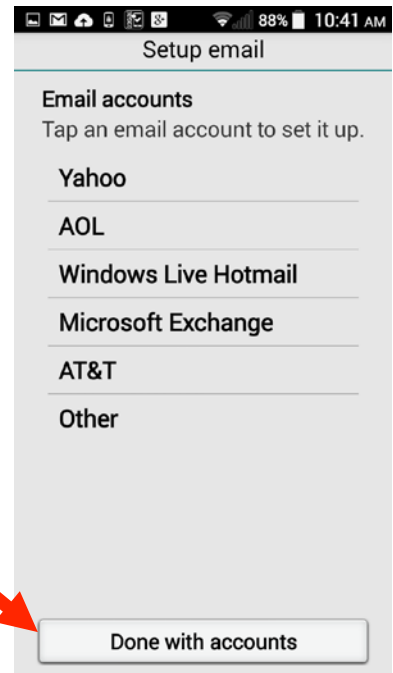 88% 10:41 AM
Setup email
Email accounts
Tap an email account to set it up.
Yahoo
AOL
Windows Live Hotmail
Microsoft Exchange
AT&T
Other
Done with accounts